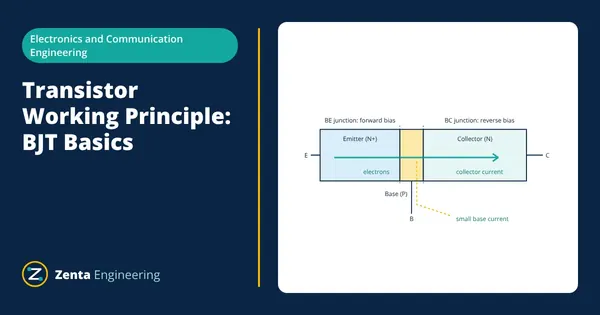 Electronics and Communication
Engineering
Transistor
Working Principle:
BJT Basics
Zenta Engineering
BE junction: forward bias
BC junction: reverse bias
Emitter (N+)
Collector (N)
E
C
electrons
collector current
Base (P)
B
small base current